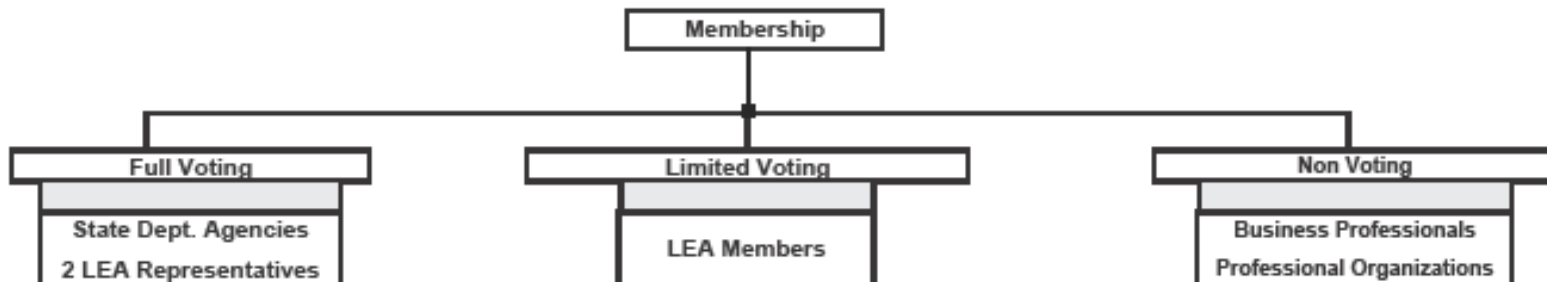 Membership
Full Voting
State Dept. Agencies
2 LEA Representatives
Limited Voting
LEA Members
Non Voting
Business Professionals
Professional Organizations